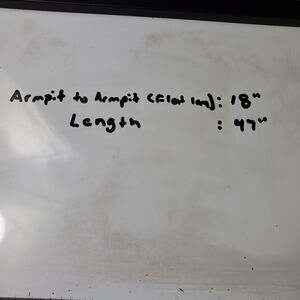 Armpit to Armpit (Flat lay): 18"
Length : 47"